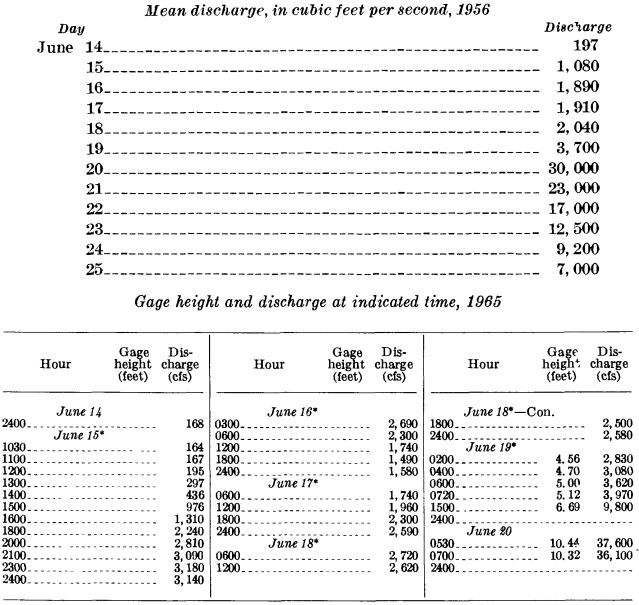 Mean discharge, in cubic feet per second, 1956
Day Discharge
June 14 197
15 1,080
16 1,890
17 1,910
18 2,040
19 3,700
20 30,000
21 23,000
22 17,000
23 12,500
24 9,200
25 7,000
Gage height and discharge at indicated time, 1965
Hour Gage height (feet) Dis-charge (cfs)
June 14
2400 168
June 15*
1030 164
1100 167
1200 195
1300 297
1400 436
1500 976
1600 1,310
1800 2,240
2000 2,810
2100 3,090
2300 3,180
2400 3,140
Hour Gage height (feet) Dis-charge (cfs)
June 16*
0300 2,690
0600 2,300
1200 1,740
1800 1,490
2400 1,580
June 17*
0600 1,740
1200 1,960
1800 2,300
2400 2,590
June 18*
0600 2,720
1200 2,620
Hour Gage height (feet) Dis-charge (cfs)
June 18*—Con.
1800 2,500
2400 2,580
June 19*
0200 4.56 2,830
0400 4.70 3,080
0600 5.00 3,620
0720 5.12 3,970
1500 6.69 9,800
2400
June 20
0530 10.44 37,600
0700 10.32 36,100
2400